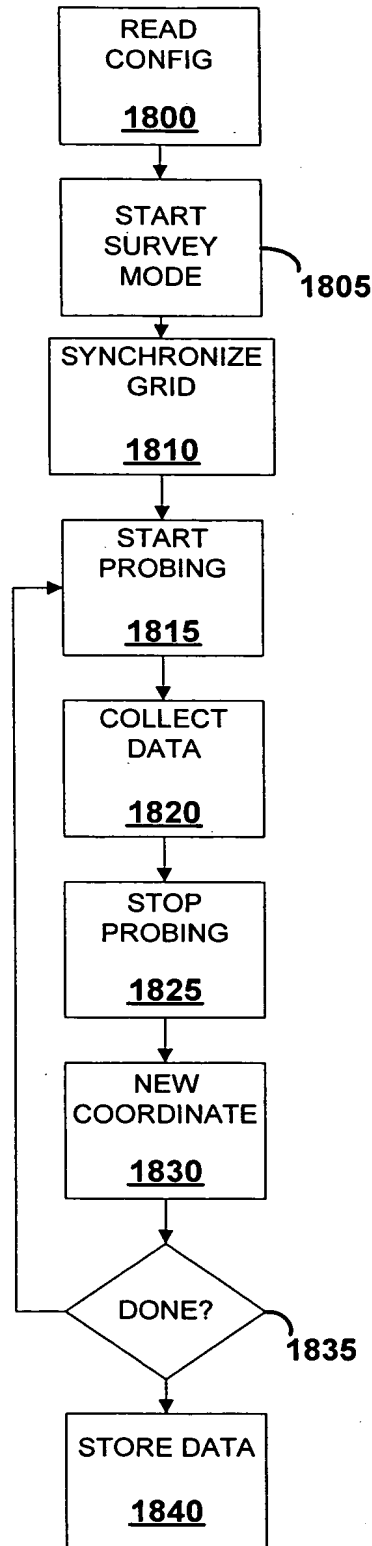 READ
CONFIG
1800
START
SURVEY
MODE
1805
SYNCHRONIZE
GRID
1810
START
PROBING
1815
COLLECT
DATA
1820
STOP
PROBING
1825
NEW
COORDINATE
1830
DONE?
1835
STORE DATA
1840